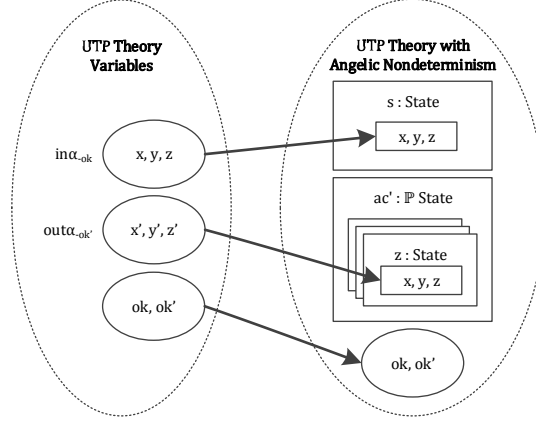 UTP Theory
Variables
inα-ok
x, y, z
outα-ok'
x', y', z'
ok, ok'
UTP Theory with
Angelic Nondeterminism
s : State
x, y, z
ac' : ℙ State
z : State
x, y, z
ok, ok'